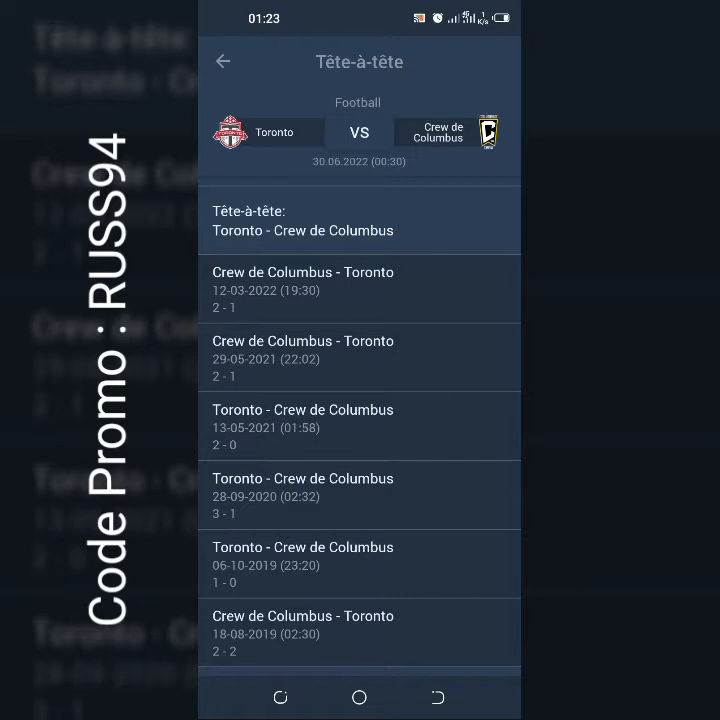 01:23
4G
1
K/s
Tête-à-tête
Football
Toronto
VS
Crew de
Columbus
30.06.2022 (00:30)
Tête-à-tête:
Toronto - Crew de Columbus
Crew de Columbus - Toronto
12-03-2022 (19:30)
2 - 1
Crew de Columbus - Toronto
29-05-2021 (22:02)
2 - 1
Toronto - Crew de Columbus
13-05-2021 (01:58)
2 - 0
Toronto - Crew de Columbus
28-09-2020 (02:32)
3 - 1
Toronto - Crew de Columbus
06-10-2019 (23:20)
1 - 0
Crew de Columbus - Toronto
18-08-2019 (02:30)
2 - 2
Code Promo : RUSS94